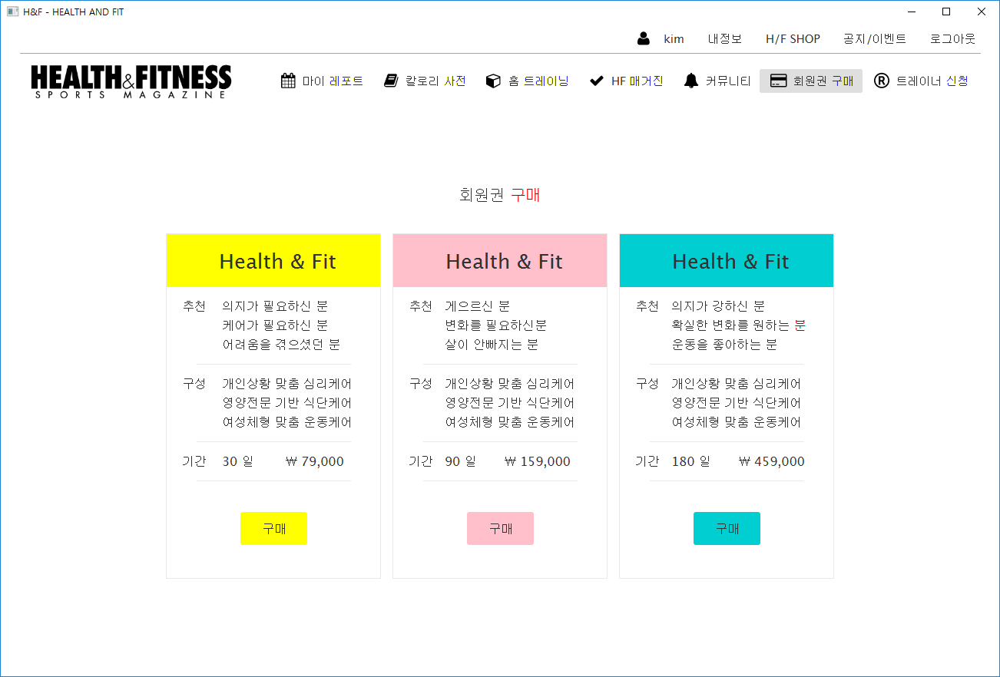 H&F - HEALTH AND FIT
kim 내정보 H/F SHOP 공지/이벤트 로그아웃
HEALTH&FITNESS
SPORTS MAGAZINE
마이 레포트 칼로리 사전 홈 트레이닝 HF 매거진 커뮤니티 회원권 구매 트레이너 신청
회원권 구매
Health & Fit
추천 의지가 필요하신 분
케어가 필요하신 분
어려움을 겪으셨던 분
구성 개인상황 맞춤 심리케어
영양전문 기반 식단케어
여성체형 맞춤 운동케어
기간 30 일 ₩ 79,000
구매
Health & Fit
추천 게으르신 분
변화를 필요하신분
살이 안빠지는 분
구성 개인상황 맞춤 심리케어
영양전문 기반 식단케어
여성체형 맞춤 운동케어
기간 90 일 ₩ 159,000
구매
Health & Fit
추천 의지가 강하신 분
확실한 변화를 원하는 분
운동을 좋아하는 분
구성 개인상황 맞춤 심리케어
영양전문 기반 식단케어
여성체형 맞춤 운동케어
기간 180 일 ₩ 459,000
구매